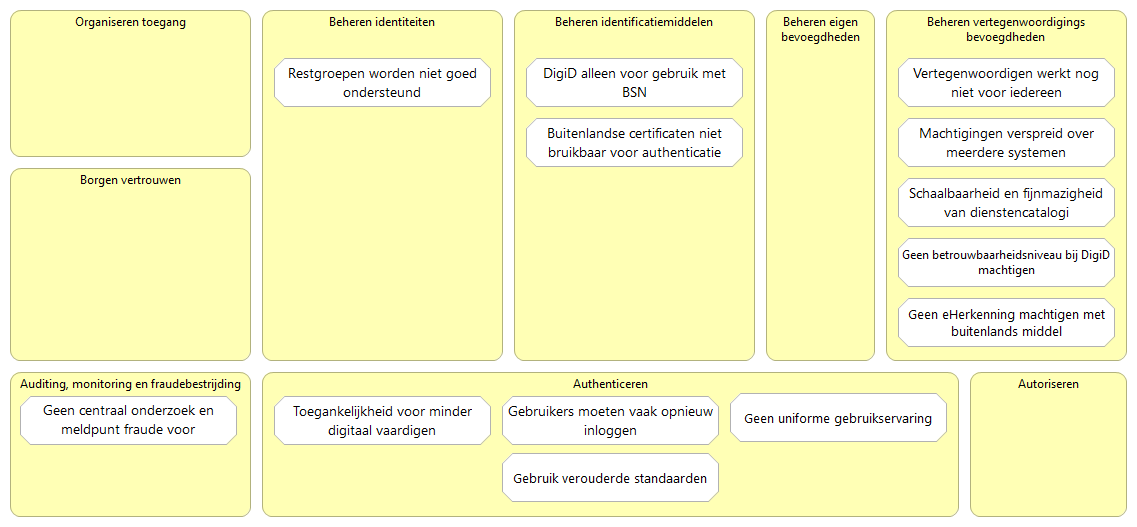 Organiseren toegang
Borgen vertrouwen
Beheren identiteiten
Restgroepen worden niet goed
ondersteund
Beheren identificatiemiddelen
DigiD alleen voor gebruik met
BSN
Buitenlandse certificaten niet
bruikbaar voor authenticatie
Beheren eigen
bevoegdheden
Beheren vertegenwoordigings
bevoegdheden
Vertegenwoordigen werkt nog
niet voor iedereen
Machtigingen verspreid over
meerdere systemen
Schaalbaarheid en fijnmazigheid
van dienstencatalogi
Geen betrouwbaarheidsniveau bij DigiD
machtigen
Geen eHerkenning machtigen met
buitenlands middel
Auditing, monitoring en fraudebestrijding
Geen centraal onderzoek en
meldpunt fraude voor
Authenticeren
Toegankelijkheid voor minder
digitaal vaardigen
Gebruikers moeten vaak opnieuw
inloggen
Geen uniforme gebruikservaring
Gebruik verouderde standaarden
Autoriseren